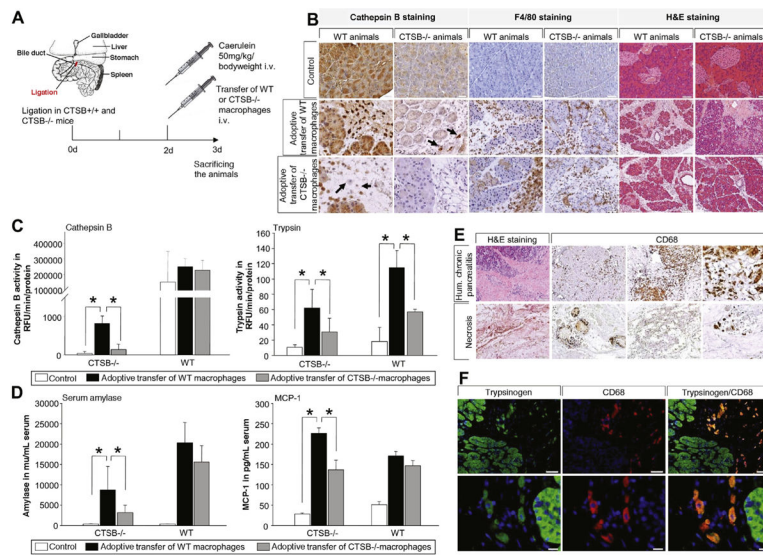 A
Gallbladder
Bile duct
Liver
Stomach
Spleen
Ligation
Ligation in CTSB+/+ and
CTSB-/- mice
Caerulein
50mg/kg/
bodyweight i.v.
Transfer of WT
or CTSB-/-
macrophages
i.v.
0d
2d
3d
Sacrificing
the animals
B
Cathepsin B staining
F4/80 staining
H&E staining
WT animals
CTSB-/- animals
WT animals
CTSB-/- animals
WT animals
CTSB-/- animals
Control
Adoptive
transfer of WT
macrophages
Adoptive
transfer of
CTSB-/-
macrophages
C
Cathepsin B
Cathepsin B activity in
RFU/min/protein
400000
300000
200000
100000
1000
0
* *
CTSB-/-
WT
Trypsin
Trypsin activity in
RFU/min/protein
160
140
120
100
80
60
40
20
0
* *
* *
CTSB-/-
WT
Control
Adoptive transfer of WT macrophages
Adoptive transfer of CTSB-/-macrophages
D
Serum amylase
Amylase in mu/mL serum
30000
25000
20000
15000
10000
5000
0
* *
CTSB-/-
WT
MCP-1
MCP-1 in pg/mL serum
300
250
200
150
100
50
0
* *
CTSB-/-
WT
Control
Adoptive transfer of WT macrophages
Adoptive transfer of CTSB-/-macrophages
E
H&E staining
CD68
Hum. chronic
pancreatitis
Necrosis
F
Trypsinogen
CD68
Trypsinogen/CD68